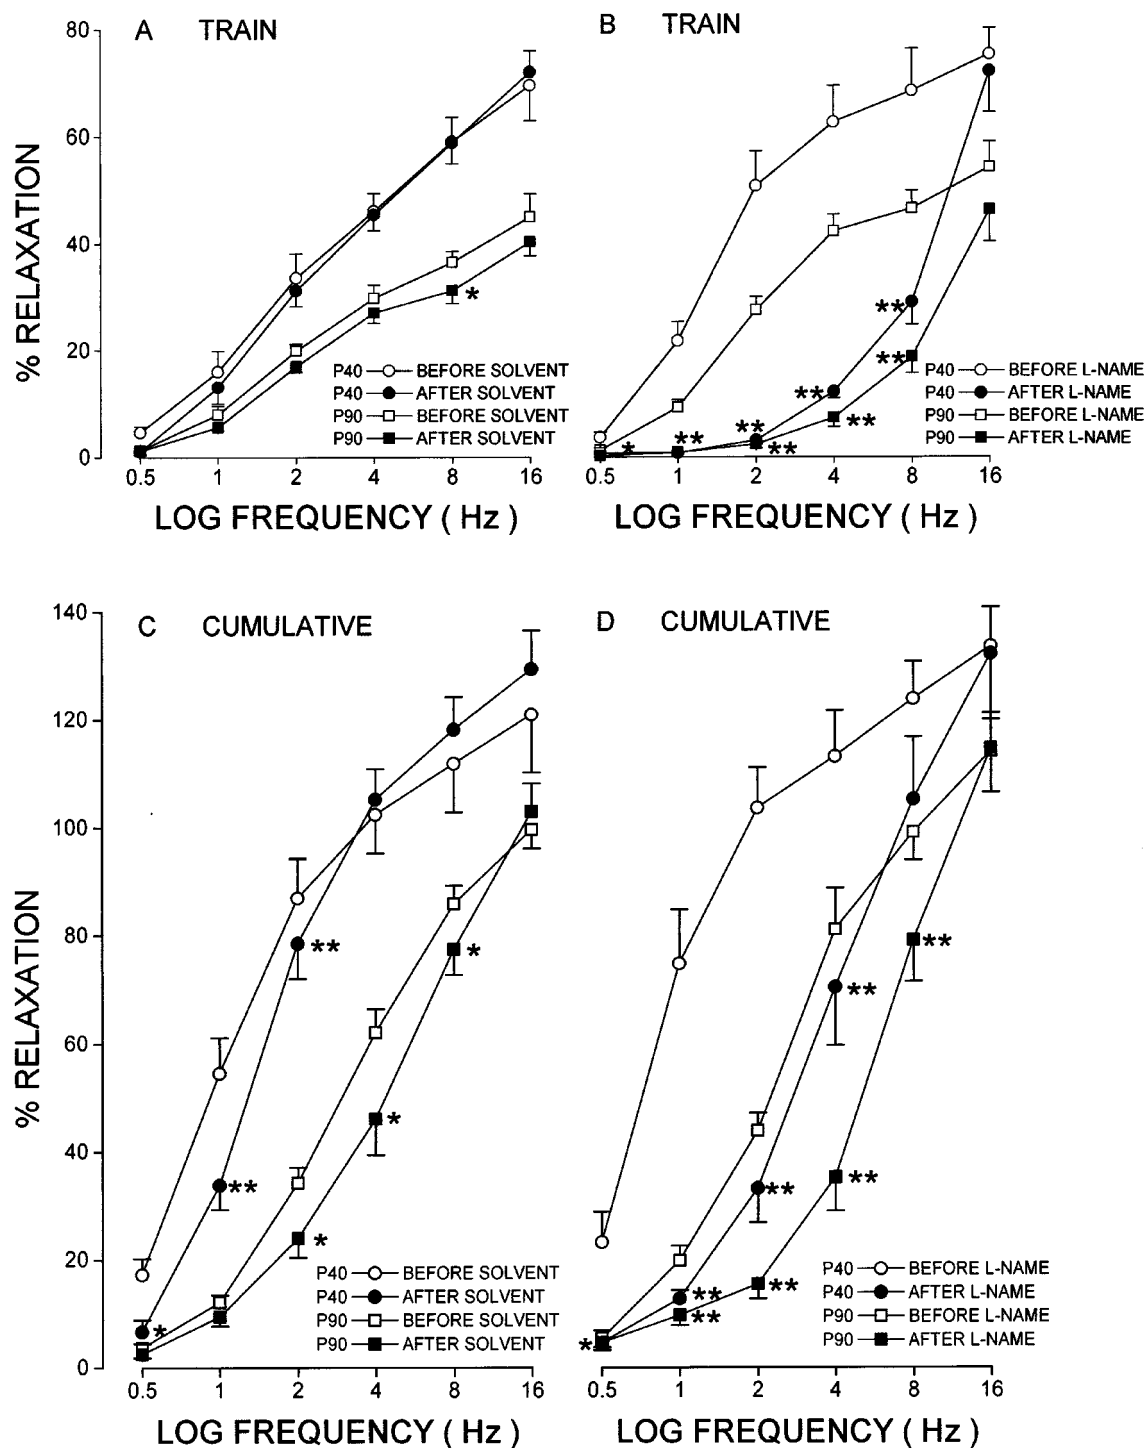 A TRAIN
80
60
40
20
0
% RELAXATION
*
P40 BEFORE SOLVENT
P40 AFTER SOLVENT
P90 BEFORE SOLVENT
P90 AFTER SOLVENT
0.5 1 2 4 8 16
LOG FREQUENCY ( Hz )
B TRAIN
**
**
**
**
**
**
**
*
P40 BEFORE L-NAME
P40 AFTER L-NAME
P90 BEFORE L-NAME
P90 AFTER L-NAME
0.5 1 2 4 8 16
LOG FREQUENCY ( Hz )
C CUMULATIVE
140
120
100
80
60
40
20
0
% RELAXATION
**
*
*
**
*
*
P40 BEFORE SOLVENT
P40 AFTER SOLVENT
P90 BEFORE SOLVENT
P90 AFTER SOLVENT
0.5 1 2 4 8 16
LOG FREQUENCY ( Hz )
D CUMULATIVE
**
**
**
**
**
**
**
*
P40 BEFORE L-NAME
P40 AFTER L-NAME
P90 BEFORE L-NAME
P90 AFTER L-NAME
0.5 1 2 4 8 16
LOG FREQUENCY ( Hz )